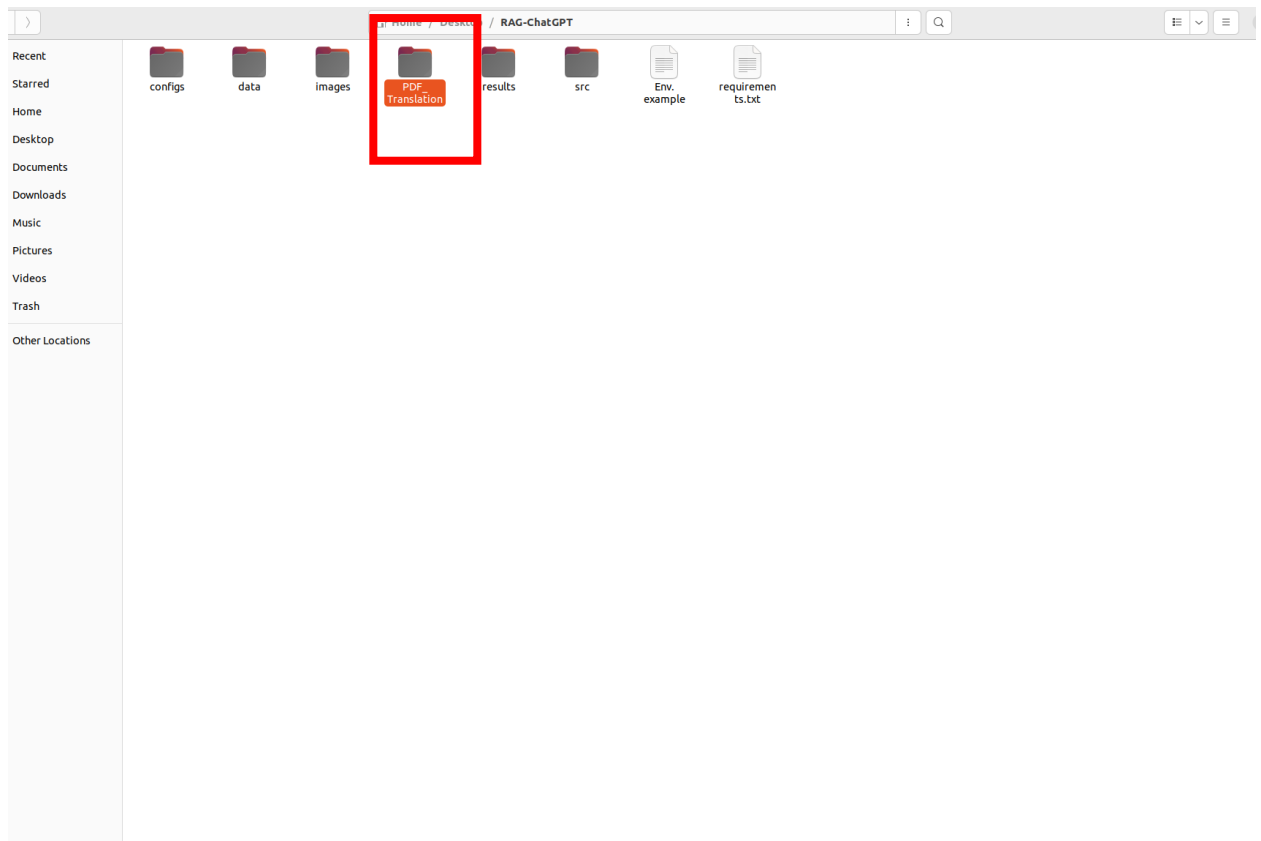 Home / Desktop / RAG-ChatGPT
Recent
Starred
Home
Desktop
Documents
Downloads
Music
Pictures
Videos
Trash
Other Locations
configs
data
images
PDF_
Translation
results
src
Env.
example
requiremen
ts.txt